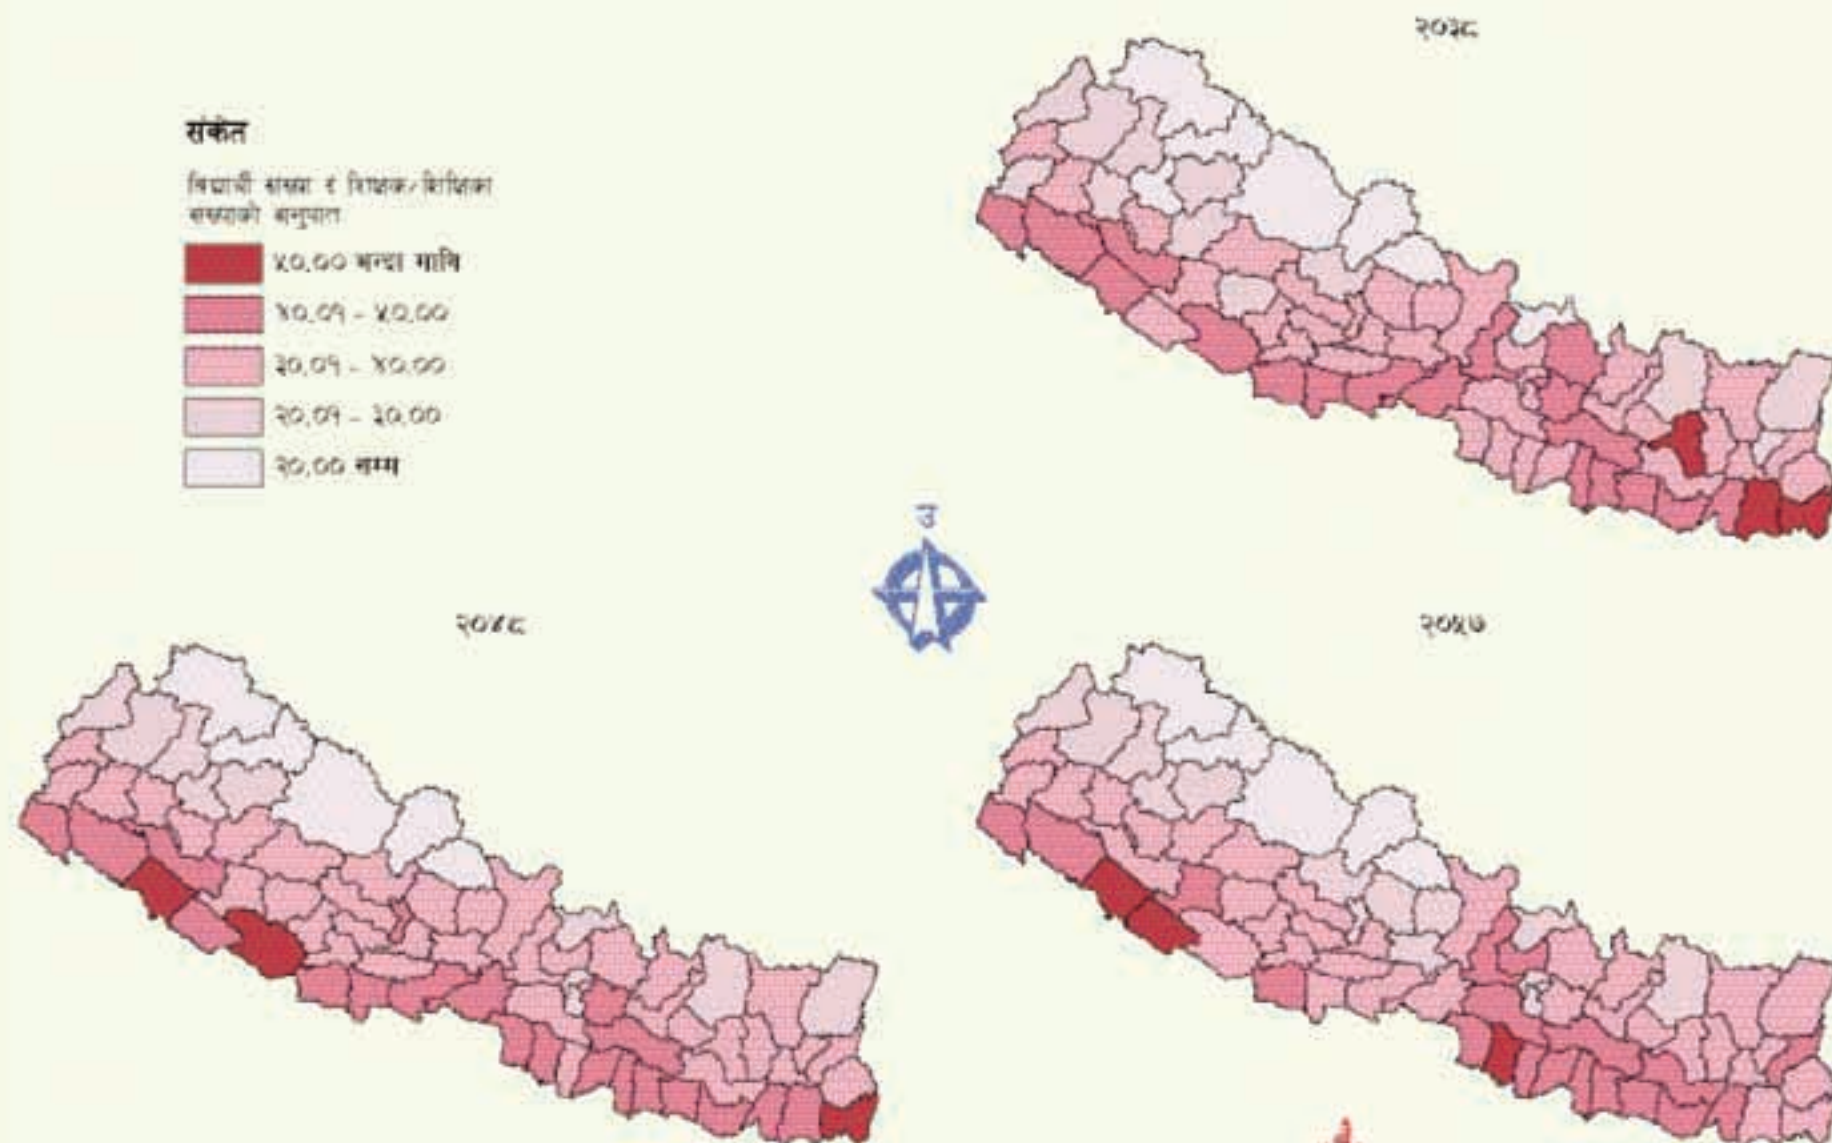 २०३८
संकेत
विद्यार्थी संख्या र शिक्षक/शिक्षिका
संख्याको अनुपात
५०.०० भन्दा माथि
४०.०१ - ५०.००
३०.०१ - ४०.००
२०.०१ - ३०.००
२०.०० सम्म
उ
२०४८
२०५७